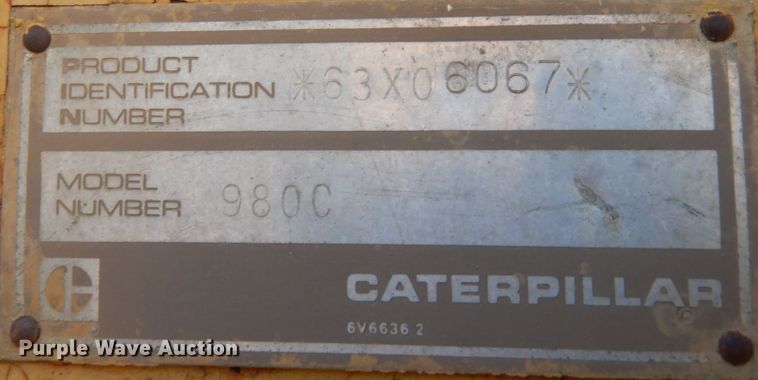 PRODUCT
IDENTIFICATION
NUMBER
*63X06067*
MODEL
NUMBER
980C
CATERPILLAR
©
6V6636 2
Purple Wave Auction